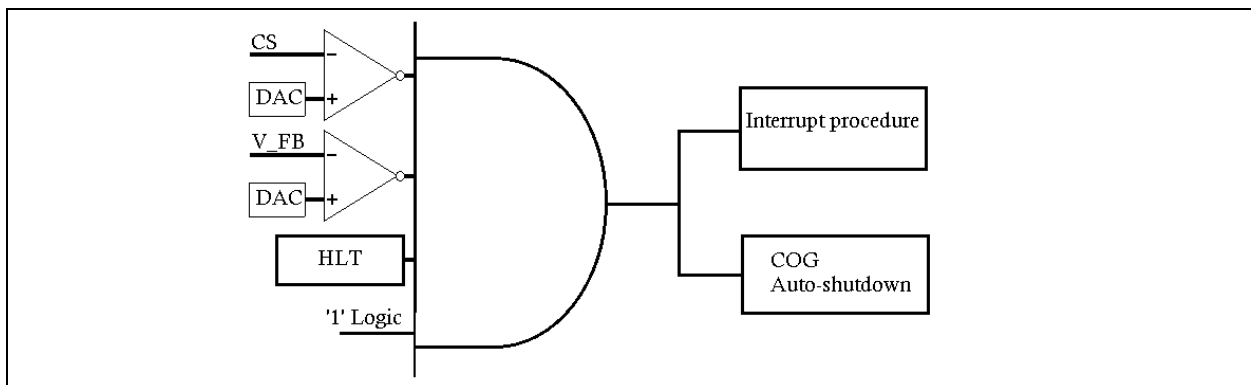 CS
−
DAC
+
V_FB
−
DAC
+
HLT
'1' Logic
Interrupt procedure
COG
Auto-shutdown